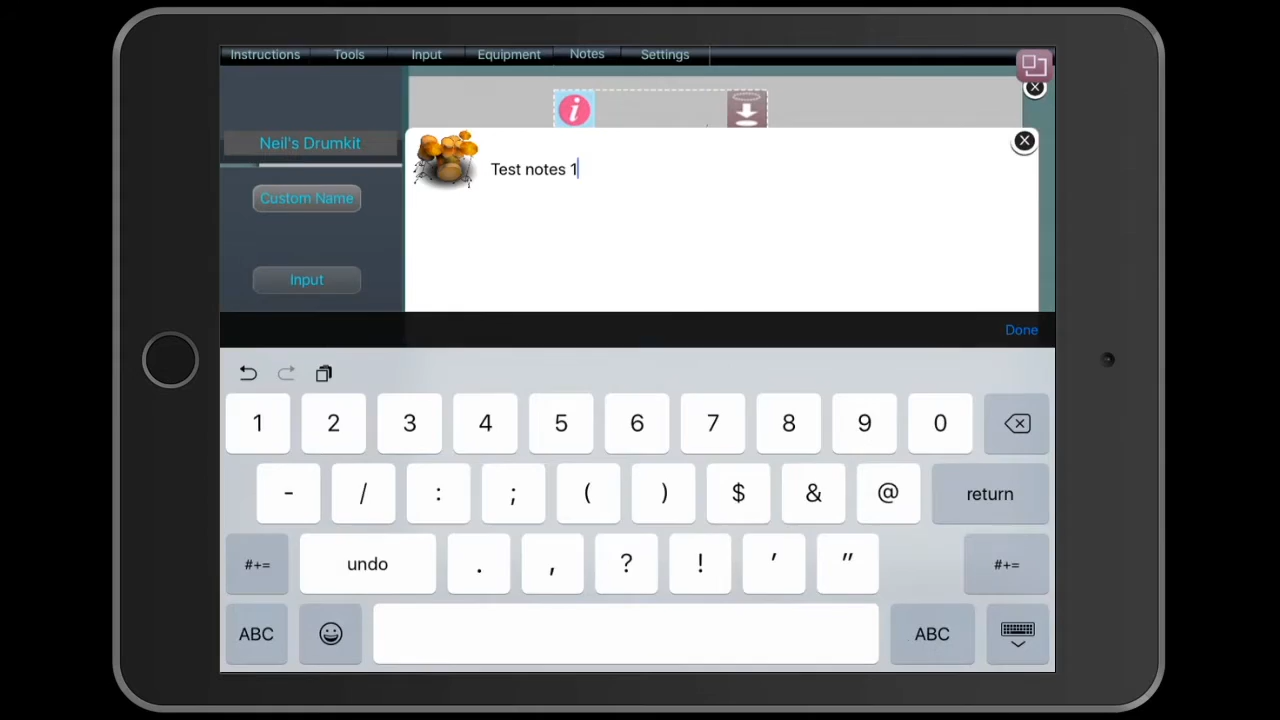 Instructions Tools Input Equipment Notes Settings
i
Neil's Drumkit
Test notes 1
Custom Name
Input
Done
1 2 3 4 5 6 7 8 9 0
- / : ; ( ) $ & @ return
#+= undo . , ? ! ' " #+=
ABC ABC